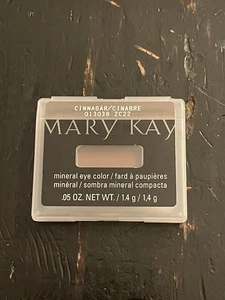 CINNABAR/CINABRE
013038 2C22
MARY KAY
mineral eye color / fard à paupières
minéral / sombra mineral compacta
.05 OZ. NET WT. / 1.4 g / 1,4 g